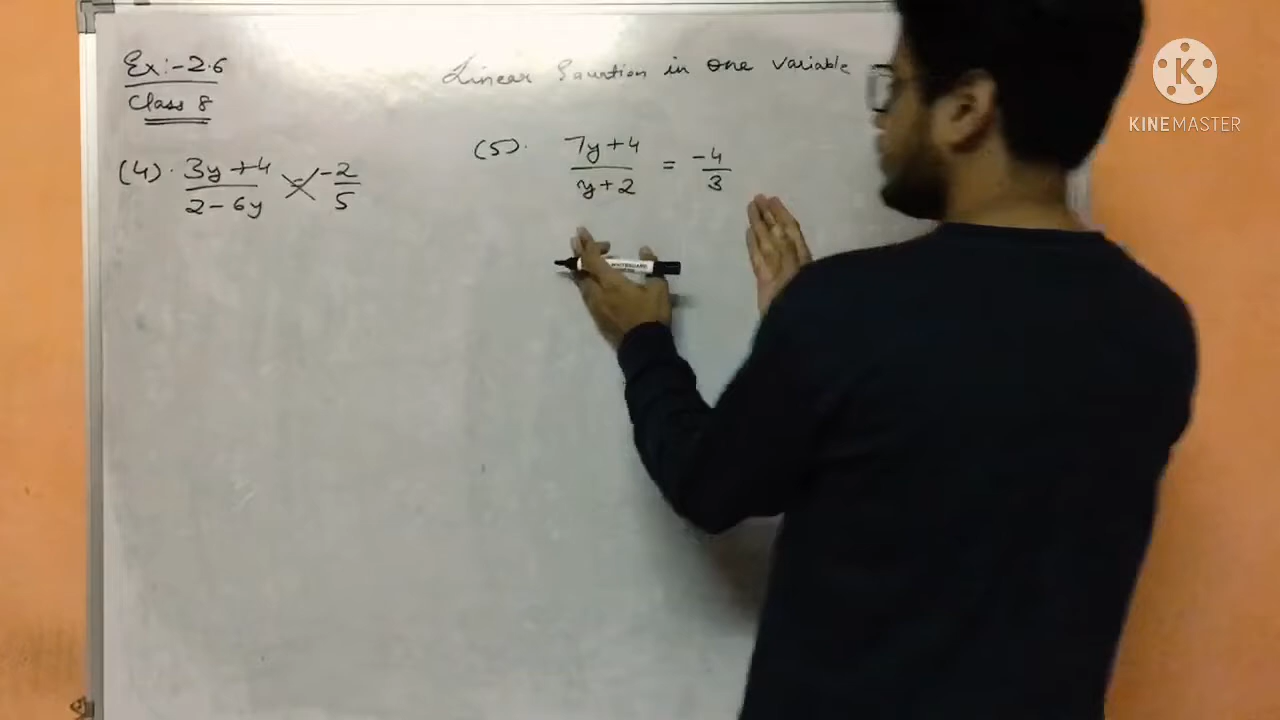 Ex:-2.6
Class 8
Linear Equation in one variable
(4). (3y+4)/(2-6y) = -2/5
(5). (7y+4)/(y+2) = -4/3
WHITEBOARD
K
KINEMASTER